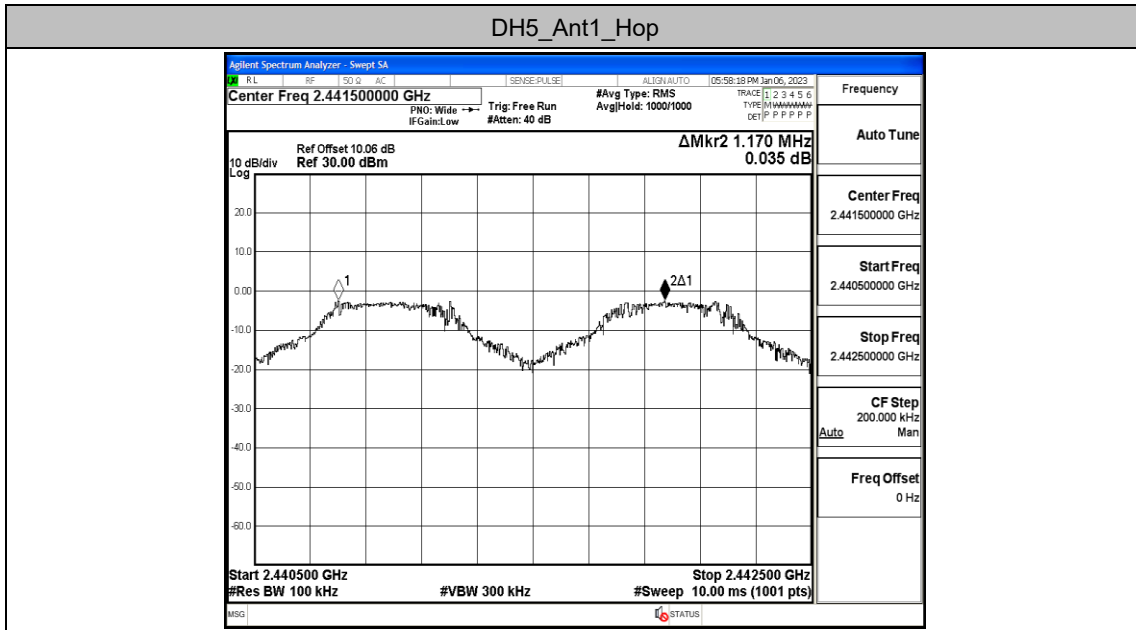 DH5_Ant1_Hop
Agilent Spectrum Analyzer - Swept SA
RL RF 50 Ω AC SENSE:PULSE ALIGN AUTO 05:58:18 PM Jan 06, 2023
Center Freq 2.441500000 GHz
PNO: Wide
IFGain:Low
Trig: Free Run
#Atten: 40 dB
#Avg Type: RMS
Avg|Hold: 1000/1000
TRACE 1 2 3 4 5 6
TYPE M WWWWW
DET P P P P P P
Frequency
Auto Tune
Ref Offset 10.06 dB
ΔMkr2 1.170 MHz
10 dB/div Ref 30.00 dBm
0.035 dB
Log
Center Freq
2.441500000 GHz
20.0
10.0
Start Freq
2.440500000 GHz
1
2Δ1
0.00
-10.0
Stop Freq
2.442500000 GHz
-20.0
-30.0
CF Step
200.000 kHz
Auto Man
-40.0
-50.0
Freq Offset
0 Hz
-60.0
Start 2.440500 GHz Stop 2.442500 GHz
#Res BW 100 kHz #VBW 300 kHz #Sweep 10.00 ms (1001 pts)
MSG STATUS